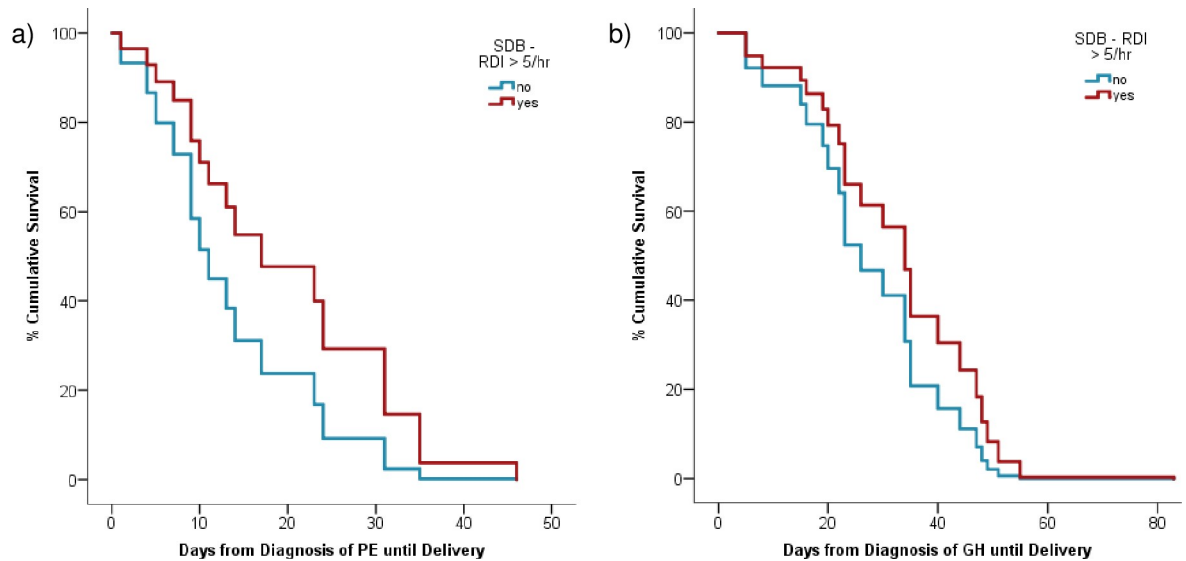 a)
SDB -
RDI > 5/hr
no
yes
100
80
60
40
20
0
% Cumulative Survival
0 10 20 30 40 50
Days from Diagnosis of PE until Delivery
b)
SDB - RDI
> 5/hr
no
yes
100
80
60
40
20
0
% Cumulative Survival
0 20 40 60 80
Days from Diagnosis of GH until Delivery